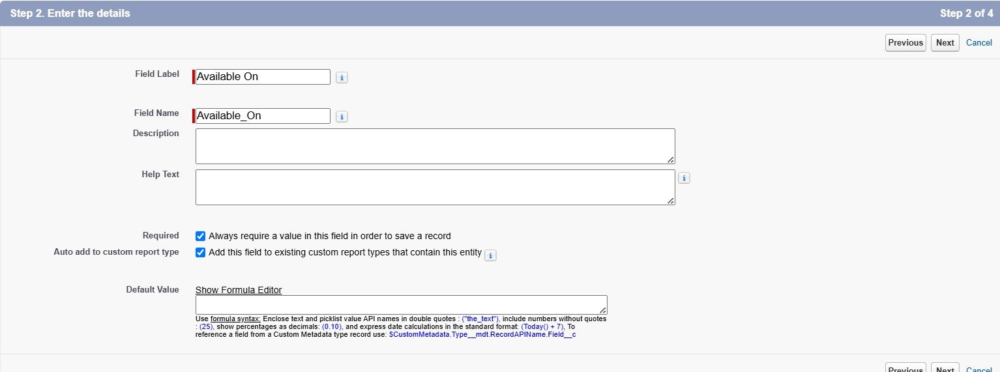 Step 2. Enter the details
Step 2 of 4
Previous
Next
Cancel
Field Label
Available On
i
Field Name
Available_On
i
Description
Help Text
i
Required
Always require a value in this field in order to save a record
Auto add to custom report type
Add this field to existing custom report types that contain this entity
i
Default Value
Show Formula Editor
Use formula syntax: Enclose text and picklist value API names in double quotes : ("the_text"), include numbers without quotes
: (25), show percentages as decimals: (0.10), and express date calculations in the standard format: (Today() + 7), To
reference a field from a Custom Metadata type record use: $CustomMetadata.Type__mdt.RecordAPIName.Field__c
Previous
Next
Cancel